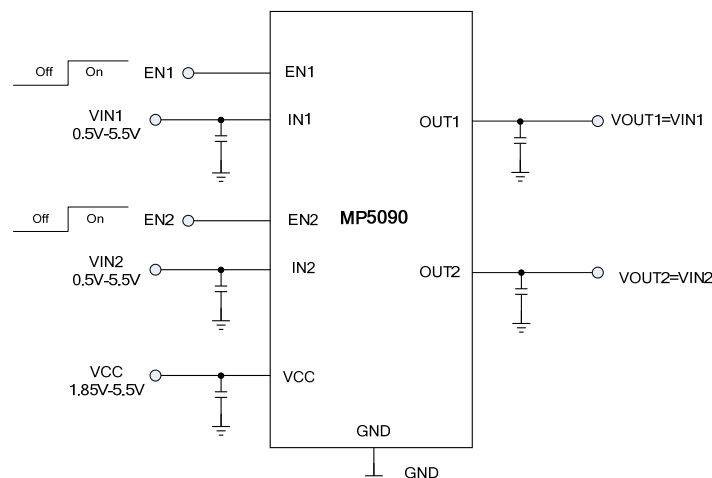 Off On EN1 EN1
VIN1
0.5V-5.5V
IN1
OUT1 VOUT1=VIN1
Off On EN2 EN2 MP5090
VIN2
0.5V-5.5V
IN2
OUT2 VOUT2=VIN2
VCC
1.85V-5.5V
VCC
GND
GND